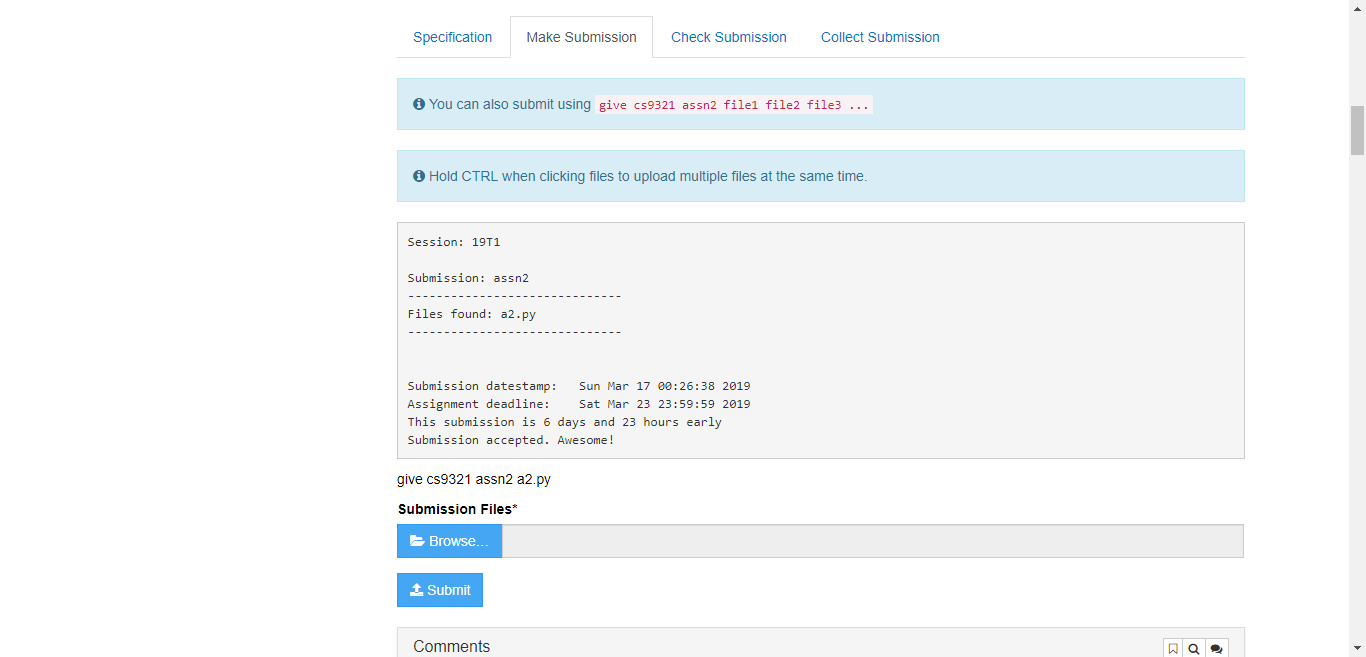 Specification Make Submission Check Submission Collect Submission
You can also submit using give cs9321 assn2 file1 file2 file3 ...
Hold CTRL when clicking files to upload multiple files at the same time.
Session: 19T1
Submission: assn2
------------------------------
Files found: a2.py
------------------------------
Submission datestamp:   Sun Mar 17 00:26:38 2019
Assignment deadline:    Sat Mar 23 23:59:59 2019
This submission is 6 days and 23 hours early
Submission accepted. Awesome!
give cs9321 assn2 a2.py
Submission Files*
Browse...
Submit
Comments